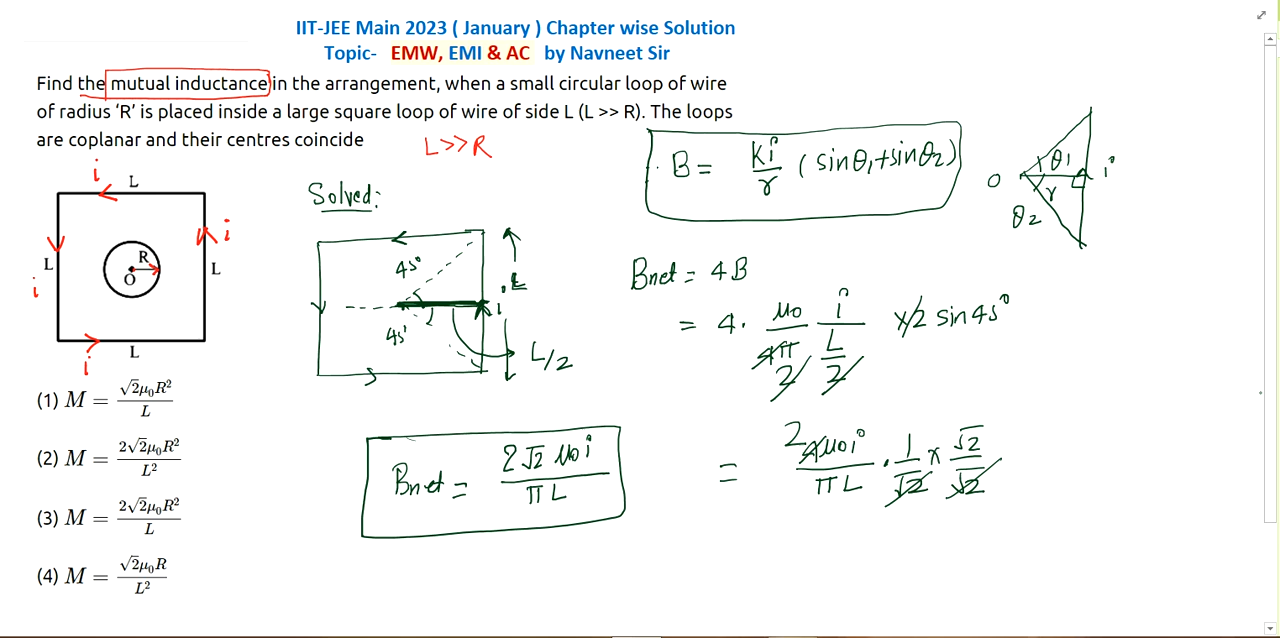 IIT-JEE Main 2023 ( January ) Chapter wise Solution
Topic- EMW, EMI & AC by Navneet Sir
Find the mutual inductance in the arrangement, when a small circular loop of wire
of radius ‘R’ is placed inside a large square loop of wire of side L (L >> R). The loops
are coplanar and their centres coincide
L>>R
i
L
L
i
R
O
L
i
L
i
(1) M = √2μ₀R² / L
(2) M = 2√2μ₀R² / L²
(3) M = 2√2μ₀R² / L
(4) M = √2μ₀R / L²
Solved:
45°
45°
i
L/2
B = Ki/r (sinθ₁+sinθ₂)
O
θ₁
r
θ₂
i
Bnet = 4B
= 4. μ₀/4π i/(L/2) x/2 sin45°
= 2 4μ₀i/πL . 1/√2 x √2/√2
Bnet = 2√2 μ₀i / πL